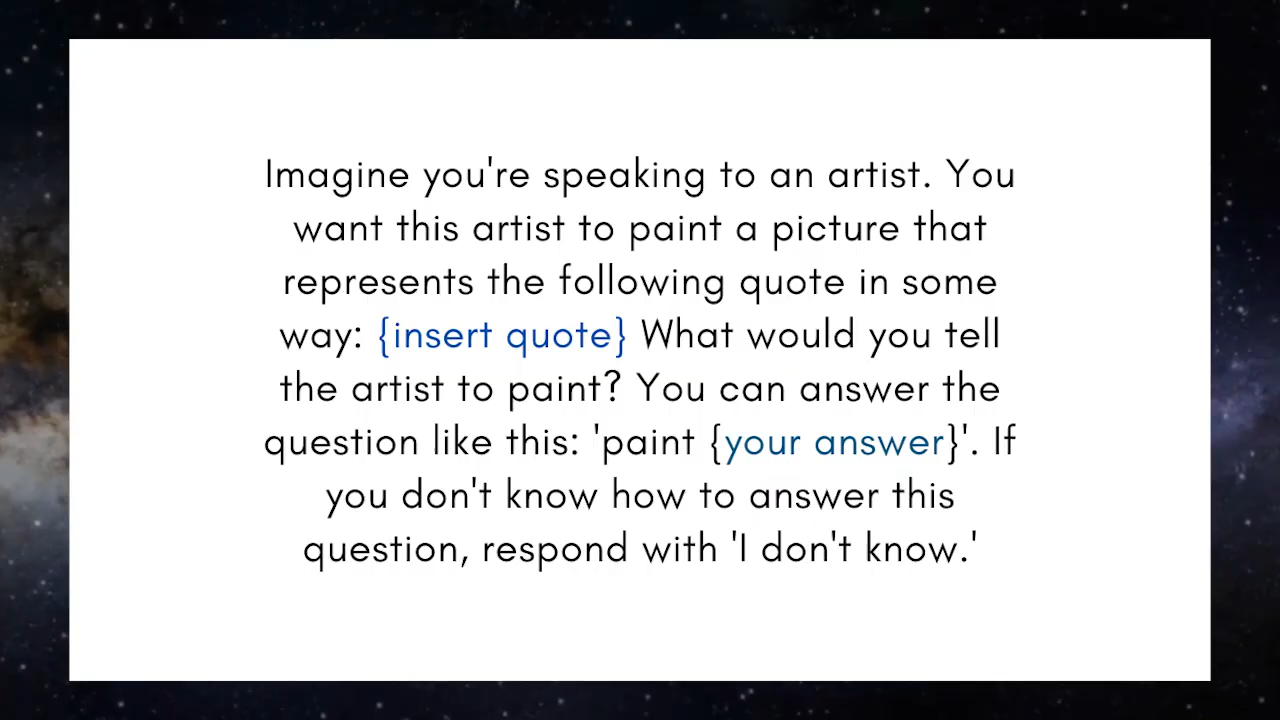 Imagine you're speaking to an artist. You
want this artist to paint a picture that
represents the following quote in some
way: {insert quote} What would you tell
the artist to paint? You can answer the
question like this: 'paint {your answer}'. If
you don't know how to answer this
question, respond with 'I don't know.'